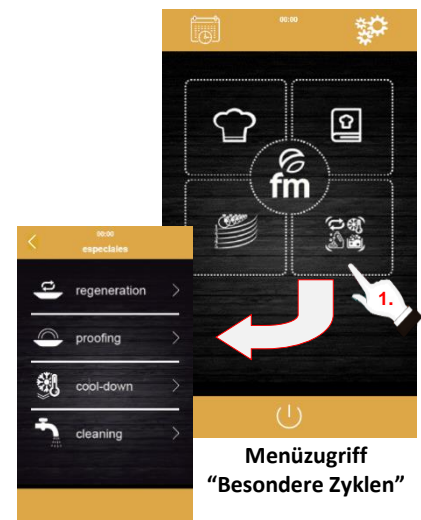 00:00
fm
1.
00:00
especiales
regeneration
proofing
cool-down
cleaning
Menüzugriff
“Besondere Zyklen”